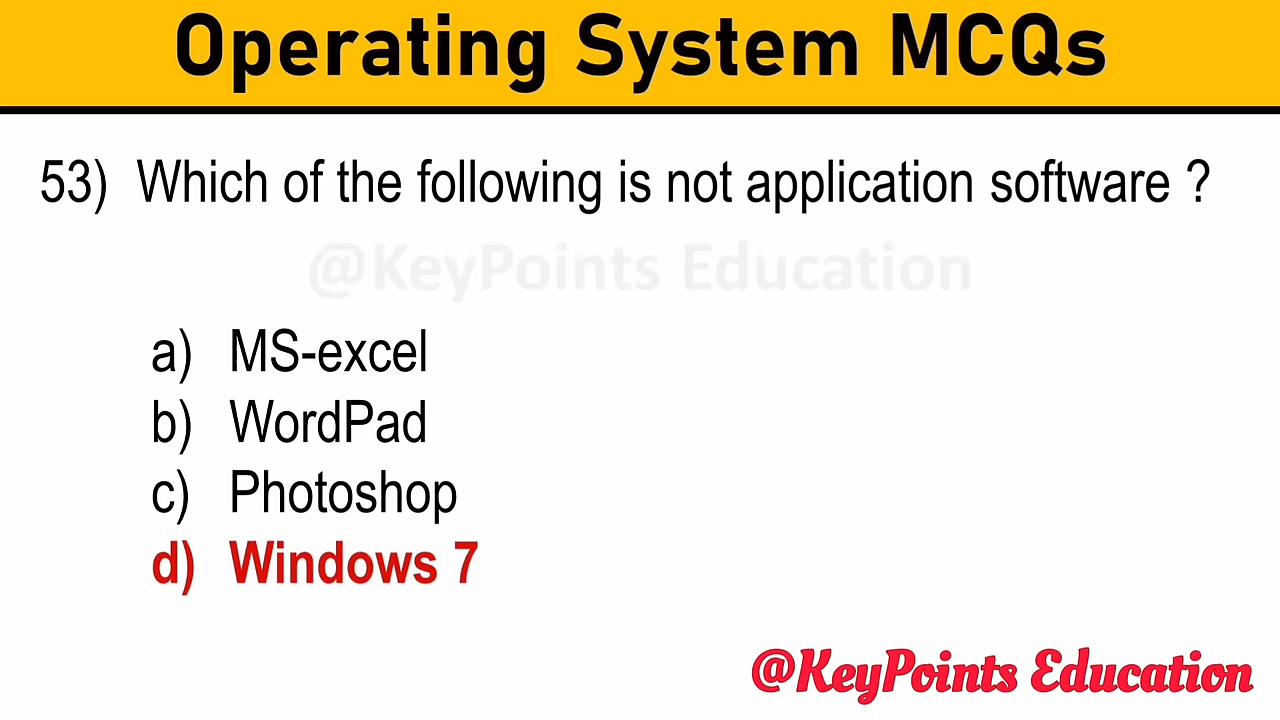 Operating System MCQs
53) Which of the following is not application software ?
@KeyPoints Education
a) MS-excel
b) WordPad
c) Photoshop
d) Windows 7
@KeyPoints Education